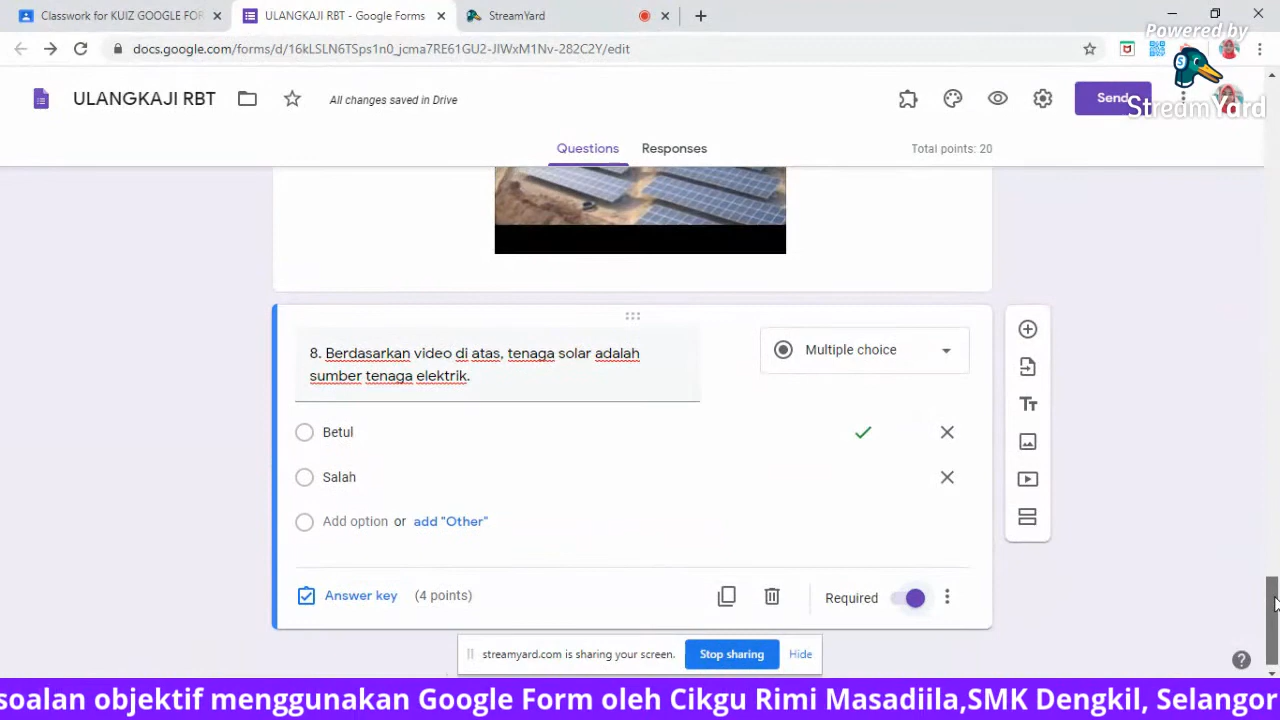 Classwork for KUIZ GOOGLE FOR
ULANGKAJI RBT - Google Forms
StreamYard
docs.google.com/forms/d/16kLSLN6TSps1n0_jcma7RE61GU2-JIWxM1Nv-282C2Y/edit
Powered by
StreamYard
ULANGKAJI RBT
All changes saved in Drive
Send
Questions
Responses
Total points: 20
8. Berdasarkan video di atas, tenaga solar adalah
sumber tenaga elektrik.
Multiple choice
Betul
Salah
Add option or add "Other"
Answer key (4 points)
Required
streamyard.com is sharing your screen.
Stop sharing
Hide
soalan objektif menggunakan Google Form oleh Cikgu Rimi Masadiila,SMK Dengkil, Selangor